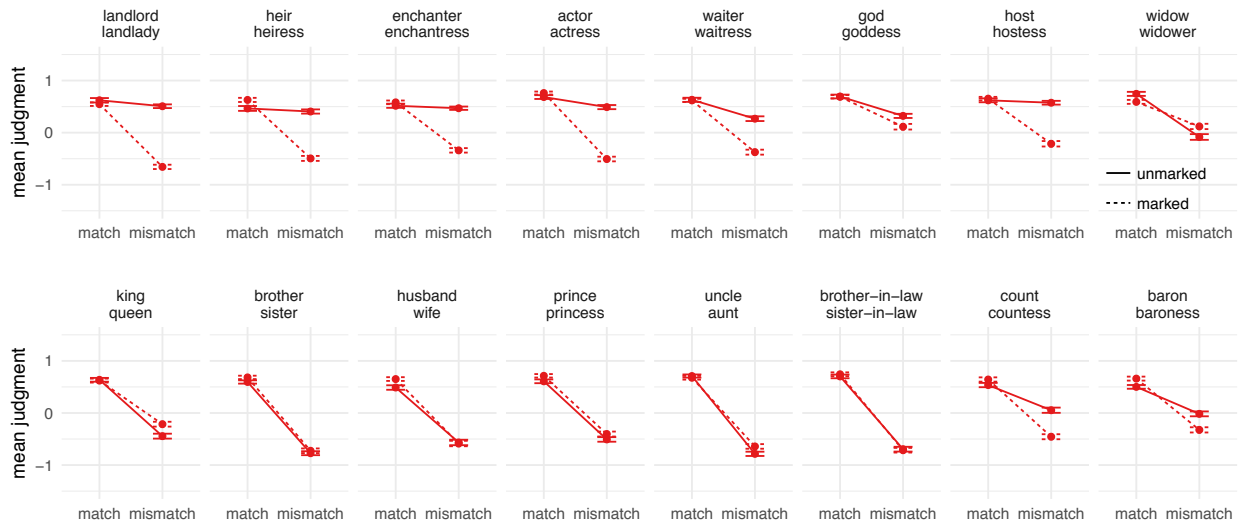 landlord heir enchanter actor waiter god host widow
landlady heiress enchantress actress waitress goddess hostess widower
mean judgment
1
0
−1
unmarked
marked
match mismatch match mismatch match mismatch match mismatch match mismatch match mismatch match mismatch match mismatch
king brother husband prince uncle brother−in−law count baron
queen sister wife princess aunt sister−in−law countess baroness
mean judgment
1
0
−1
match mismatch match mismatch match mismatch match mismatch match mismatch match mismatch match mismatch match mismatch